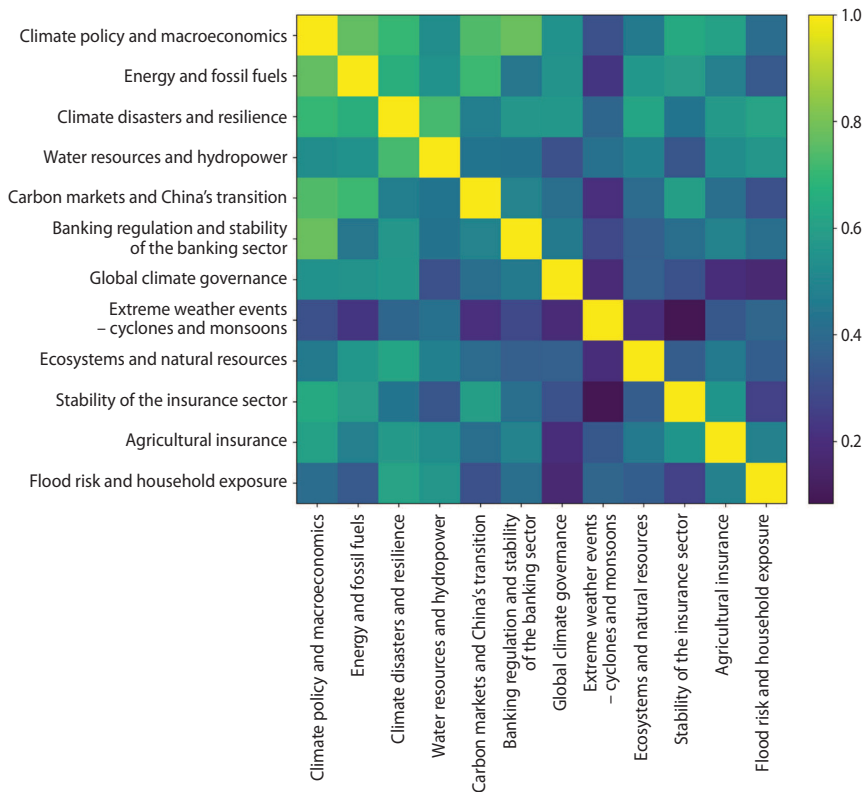 Climate policy and macroeconomics
Energy and fossil fuels
Climate disasters and resilience
Water resources and hydropower
Carbon markets and China’s transition
Banking regulation and stability
of the banking sector
Global climate governance
Extreme weather events
– cyclones and monsoons
Ecosystems and natural resources
Stability of the insurance sector
Agricultural insurance
Flood risk and household exposure
1.0
0.8
0.6
0.4
0.2
Climate policy and macroeconomics
Energy and fossil fuels
Climate disasters and resilience
Water resources and hydropower
Carbon markets and China’s transition
Banking regulation and stability
of the banking sector
Global climate governance
Extreme weather events
– cyclones and monsoons
Ecosystems and natural resources
Stability of the insurance sector
Agricultural insurance
Flood risk and household exposure